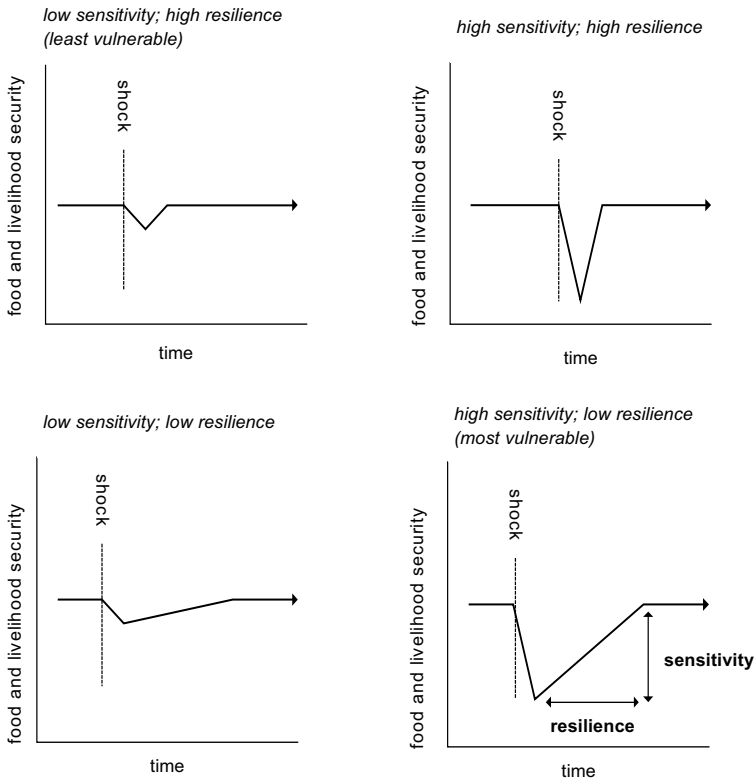 low sensitivity; high resilience
(least vulnerable)
shock
food and livelihood security
time
high sensitivity; high resilience
shock
food and livelihood security
time
low sensitivity; low resilience
shock
food and livelihood security
time
high sensitivity; low resilience
(most vulnerable)
shock
food and livelihood security
sensitivity
resilience
time